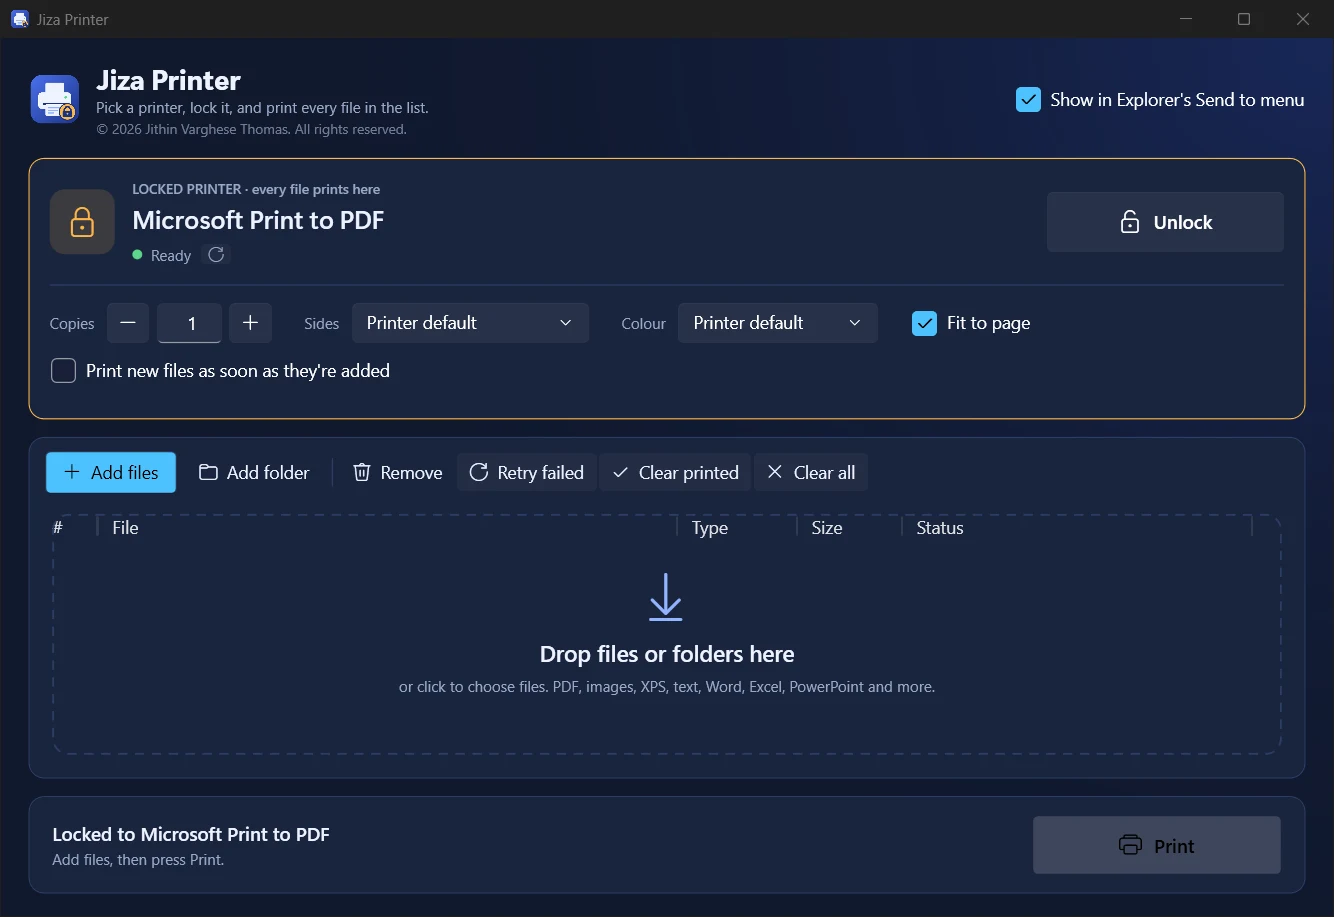 Jiza Printer
Jiza Printer
Pick a printer, lock it, and print every file in the list.
© 2026 Jithin Varghese Thomas. All rights reserved.
Show in Explorer's Send to menu
LOCKED PRINTER · every file prints here
Microsoft Print to PDF
Ready
Unlock
Copies 1 Sides Printer default Colour Printer default Fit to page
Print new files as soon as they're added
Add files Add folder Remove Retry failed Clear printed Clear all
# File Type Size Status
Drop files or folders here
or click to choose files. PDF, images, XPS, text, Word, Excel, PowerPoint and more.
Locked to Microsoft Print to PDF
Add files, then press Print.
Print